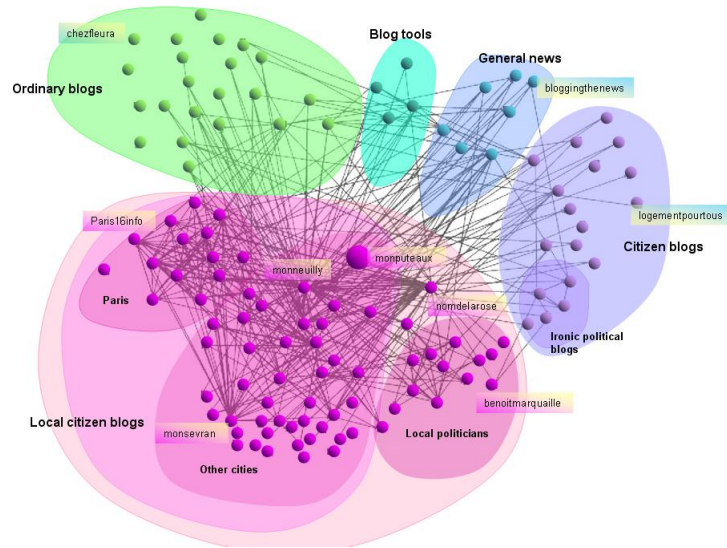 chezfleura
Ordinary blogs
Blog tools
General news
bloggingthenews
logementpourtous
Citizen blogs
Paris16info
monneuilly
monputeaux
Paris
nomdelarose
Ironic political
blogs
benoitmarquaille
Local citizen blogs
monsevran
Local politicians
Other cities